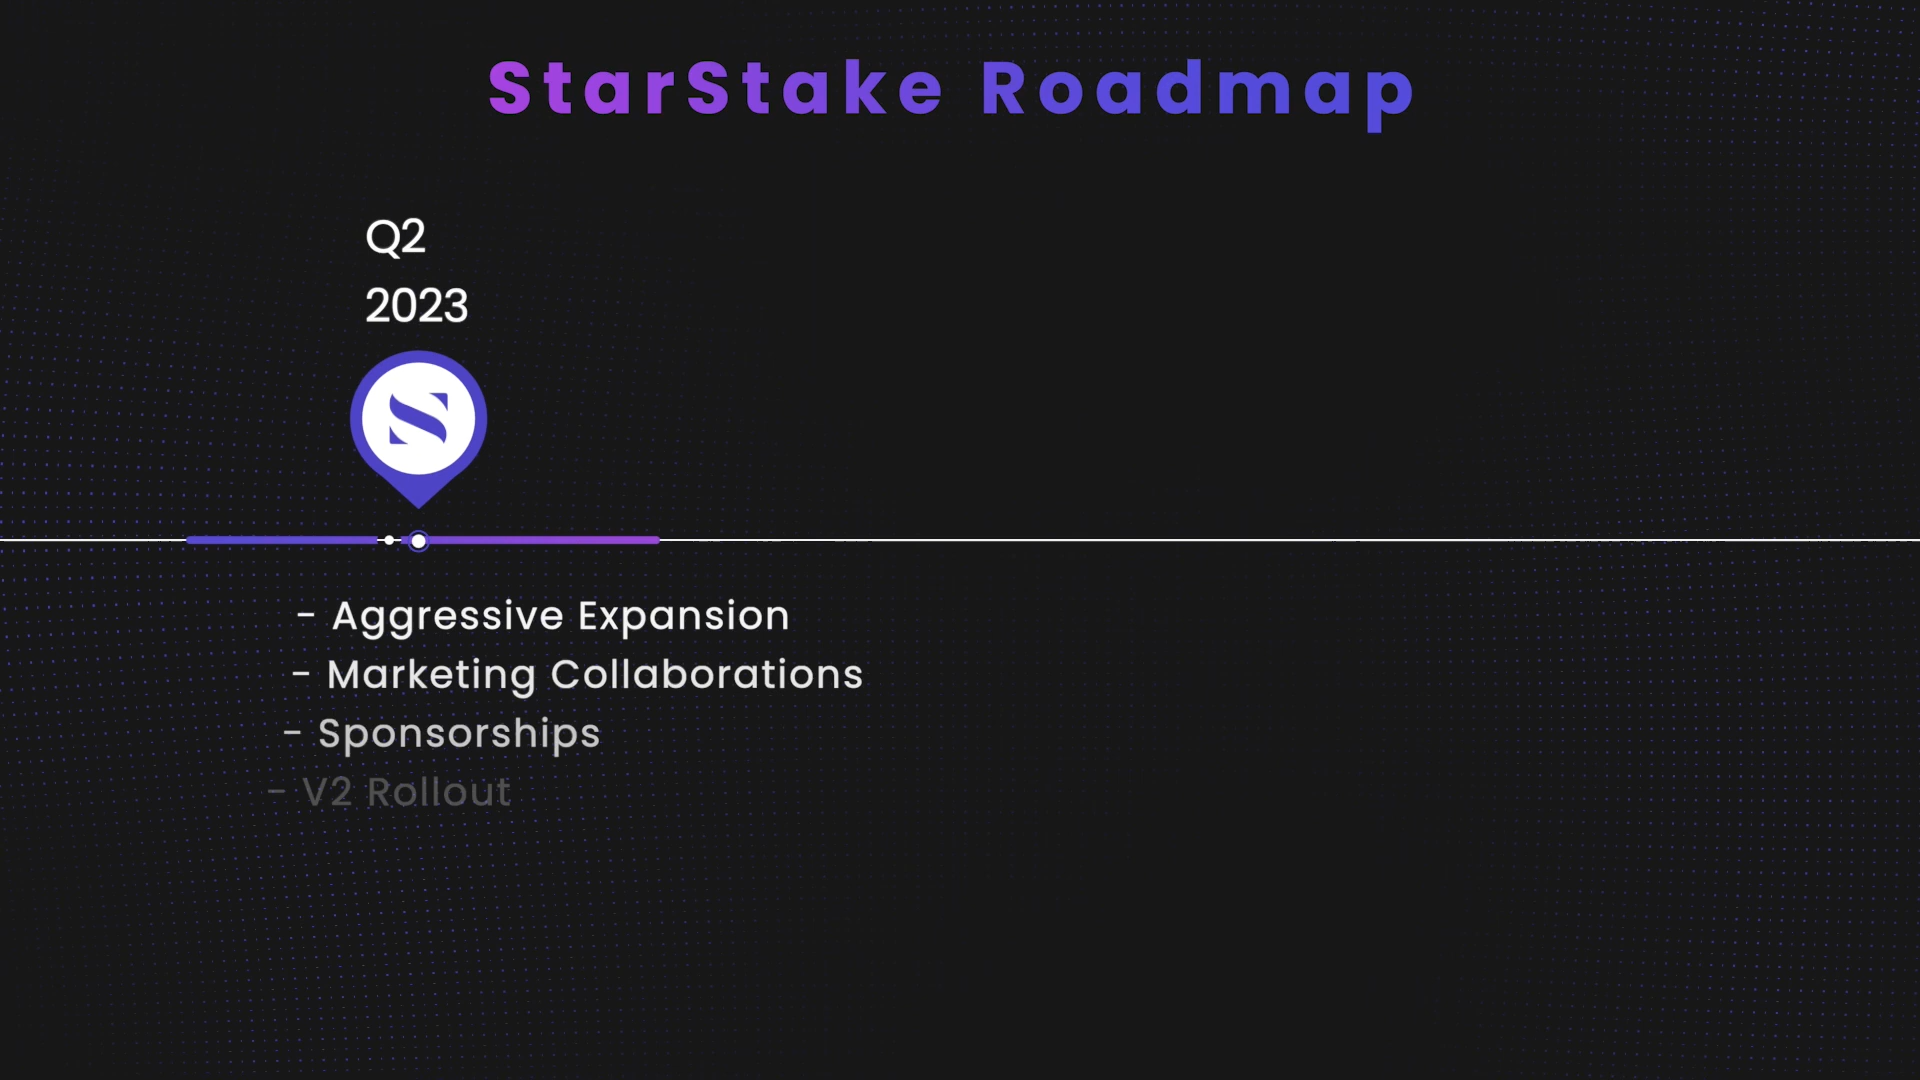 StarStake Roadmap
Q2
2023
S
- Aggressive Expansion
- Marketing Collaborations
- Sponsorships
- V2 Rollout